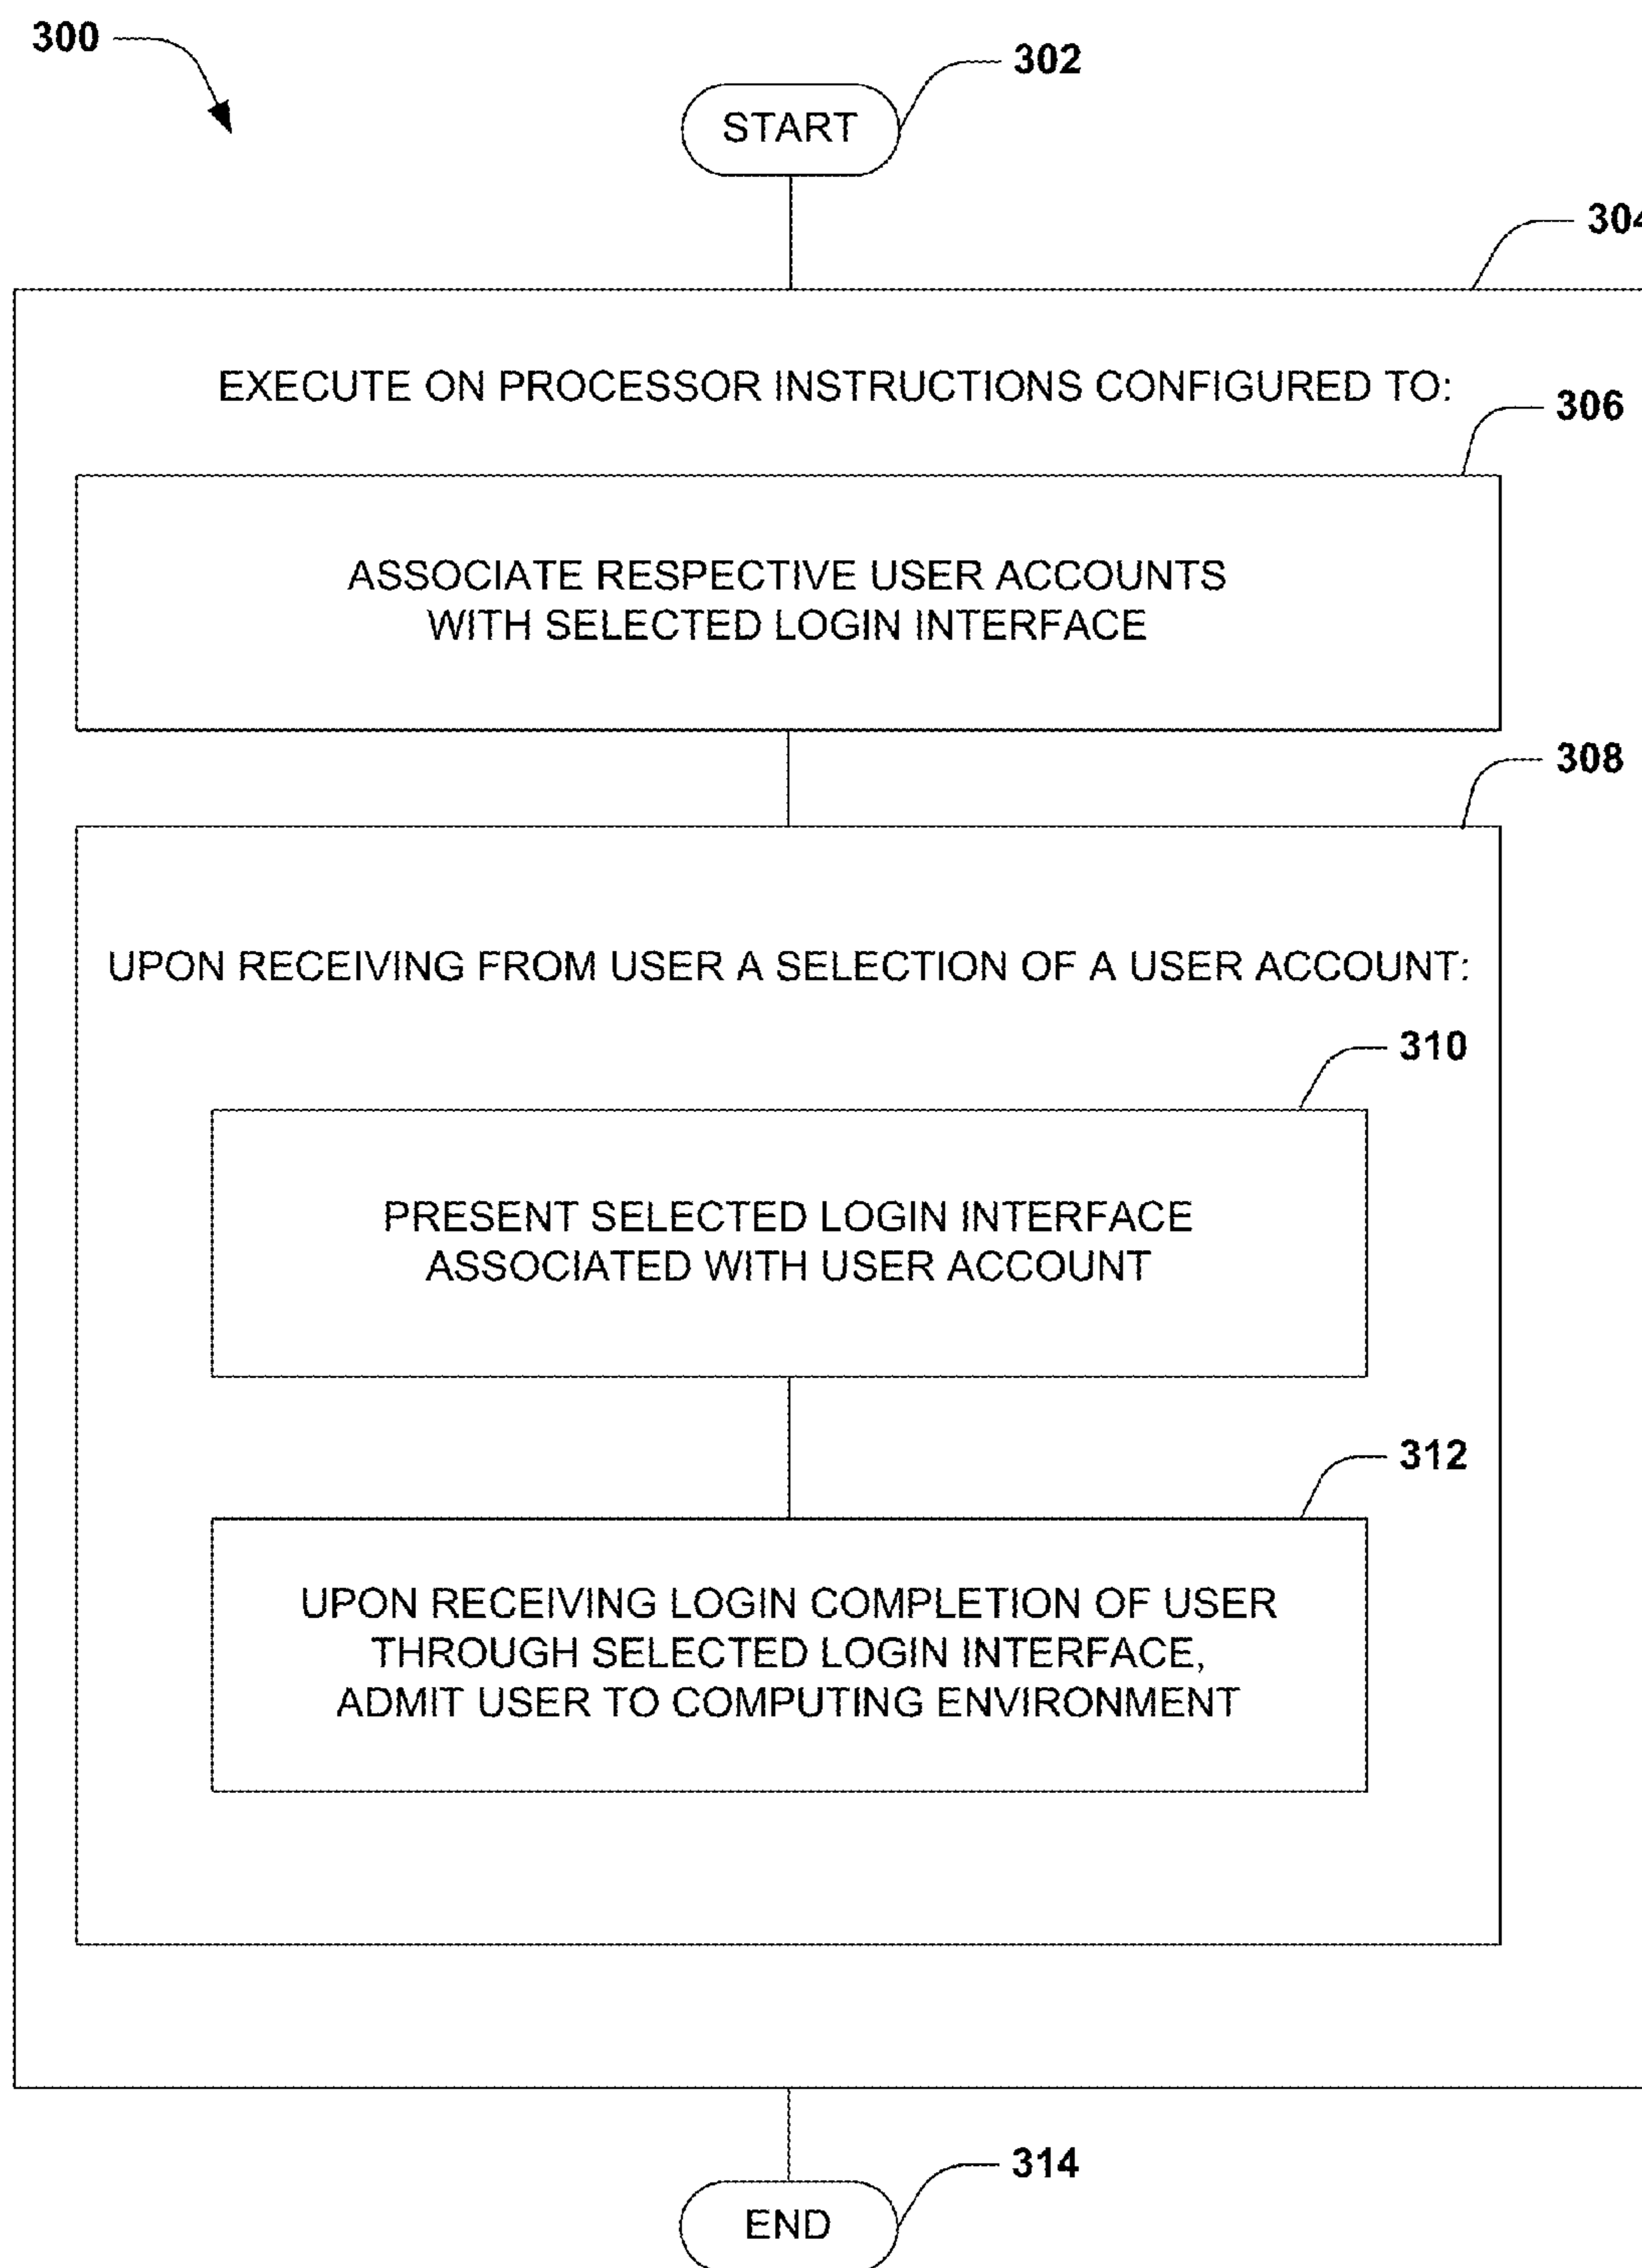 300
302
START
304
EXECUTE ON PROCESSOR INSTRUCTIONS CONFIGURED TO:
306
ASSOCIATE RESPECTIVE USER ACCOUNTS
WITH SELECTED LOGIN INTERFACE
308
UPON RECEIVING FROM USER A SELECTION OF A USER ACCOUNT:
310
PRESENT SELECTED LOGIN INTERFACE
ASSOCIATED WITH USER ACCOUNT
312
UPON RECEIVING LOGIN COMPLETION OF USER
THROUGH SELECTED LOGIN INTERFACE,
ADMIT USER TO COMPUTING ENVIRONMENT
314
END